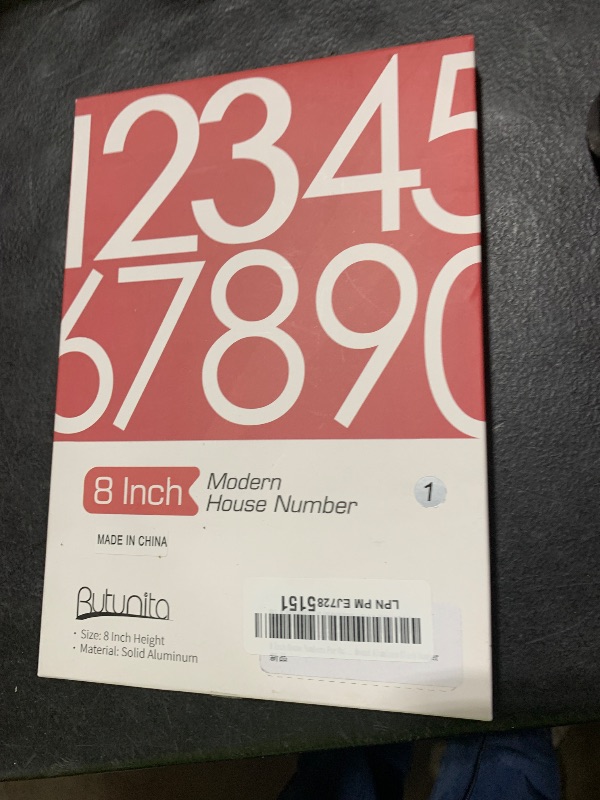 12345
67890
8 Inch
Modern
House Number
1
MADE IN CHINA
Butunita
• Size: 8 Inch Height
• Material: Solid Aluminum
LPN PM EJ7285151